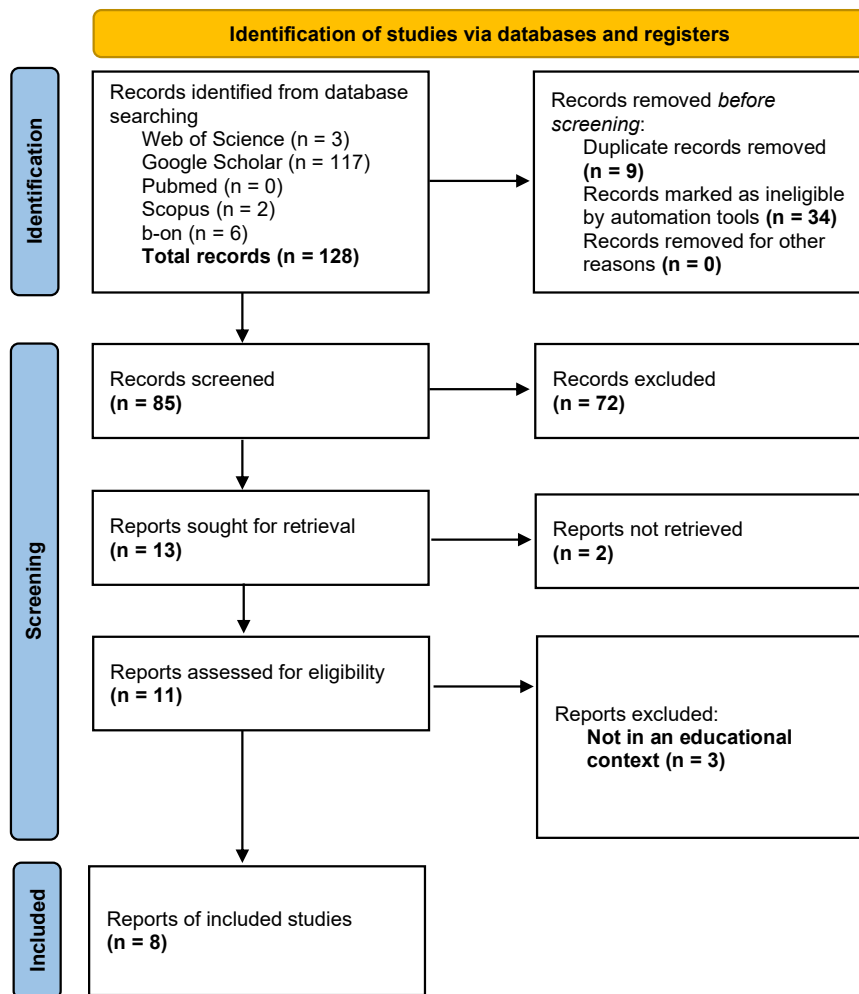 Identification of studies via databases and registers
Identification
Records identified from database
searching
Web of Science (n = 3)
Google Scholar (n = 117)
Pubmed (n = 0)
Scopus (n = 2)
b-on (n = 6)
Total records (n = 128)
Records removed before
screening:
Duplicate records removed
(n = 9)
Records marked as ineligible
by automation tools (n = 34)
Records removed for other
reasons (n = 0)
Screening
Records screened
(n = 85)
Records excluded
(n = 72)
Reports sought for retrieval
(n = 13)
Reports not retrieved
(n = 2)
Reports assessed for eligibility
(n = 11)
Reports excluded:
Not in an educational
context (n = 3)
Included
Reports of included studies
(n = 8)